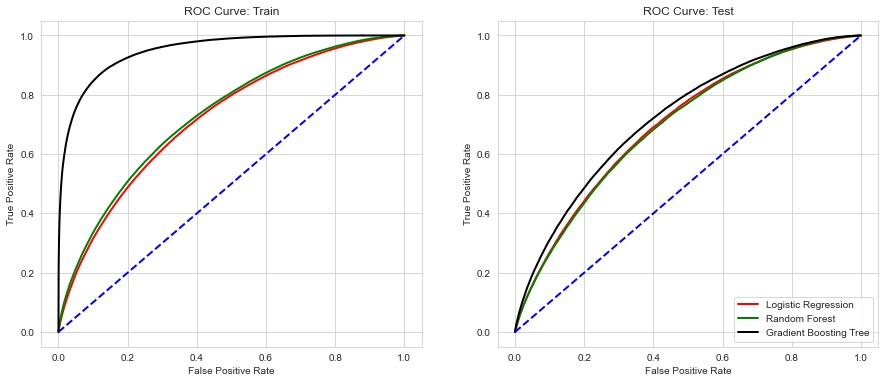 ROC Curve: Train
1.0
0.8
0.6
0.4
0.2
0.0
True Positive Rate
0.0 0.2 0.4 0.6 0.8 1.0
False Positive Rate
ROC Curve: Test
1.0
0.8
0.6
0.4
0.2
0.0
True Positive Rate
Logistic Regression
Random Forest
Gradient Boosting Tree
0.0 0.2 0.4 0.6 0.8 1.0
False Positive Rate